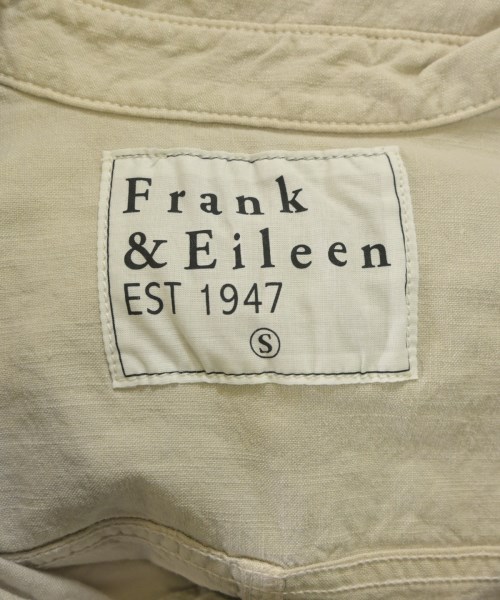 Frank
& Eileen
EST 1947
S